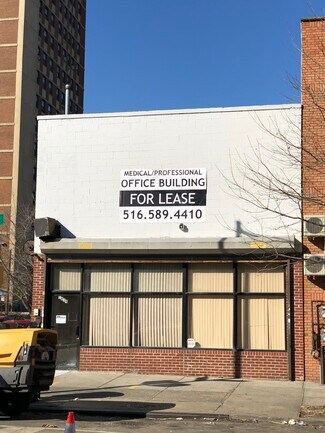 MEDICAL/PROFESSIONAL
OFFICE BUILDING
FOR LEASE
516.589.4410